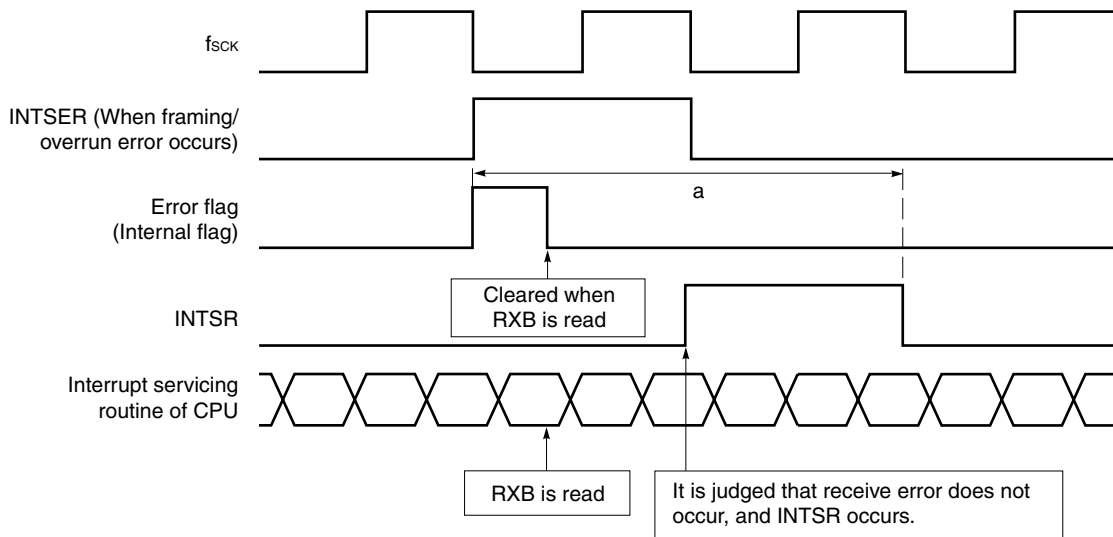 fSCK
INTSER (When framing/
overrun error occurs)
a
Error flag
(Internal flag)
Cleared when
RXB is read
INTSR
Interrupt servicing
routine of CPU
RXB is read
It is judged that receive error does not
occur, and INTSR occurs.